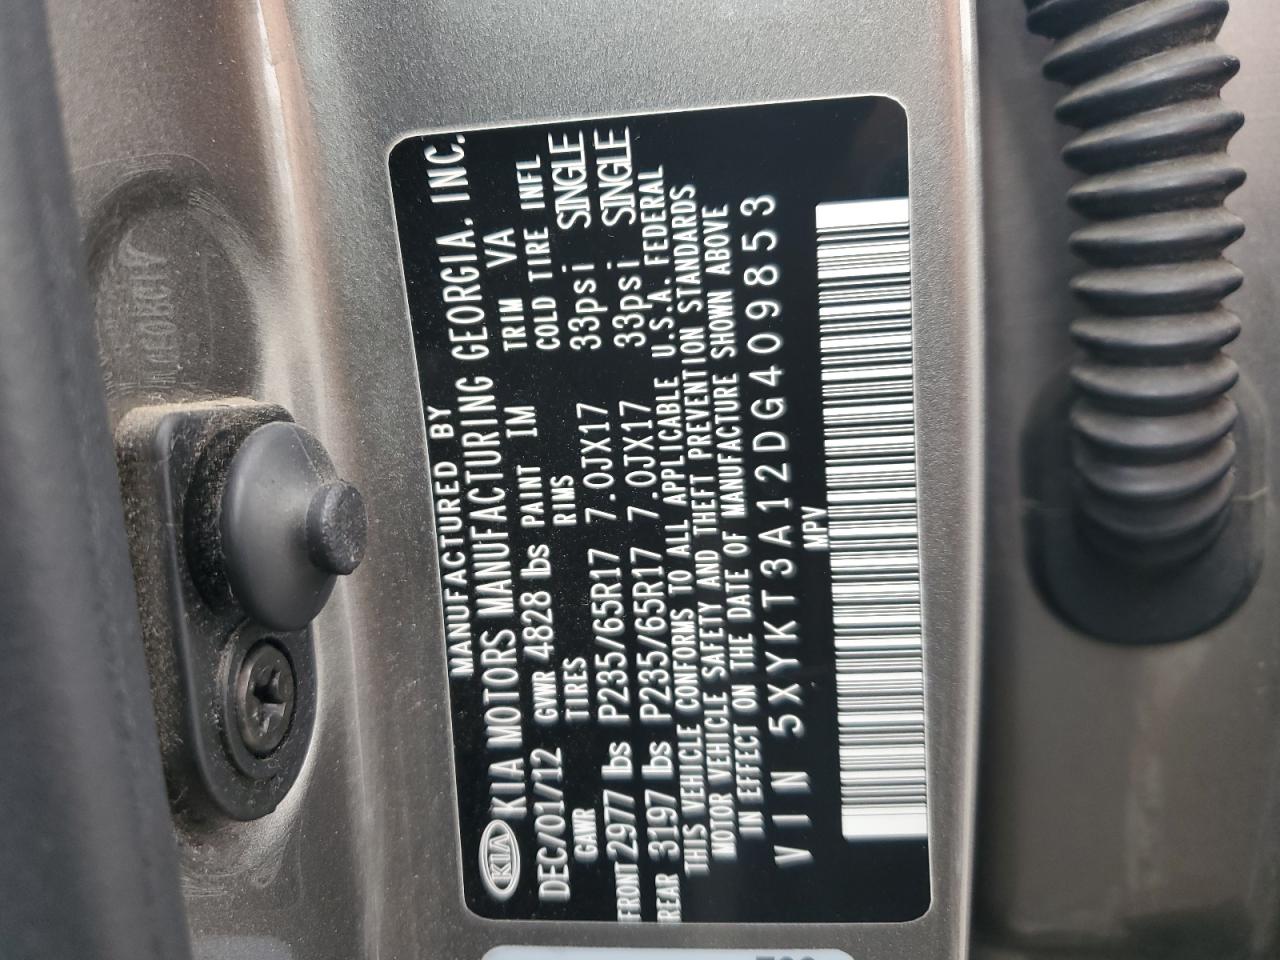 MANUFACTURED BY
KIA KIA MOTORS MANUFACTURING GEORGIA. INC.
DEC/01/12 GVWR 4828 lbs PAINT IM TRIM VA
GAWR TIRES RIMS COLD TIRE INFL
FRONT 2977 lbs P235/65R17 7.0JX17 33psi SINGLE
REAR 3197 lbs P235/65R17 7.0JX17 33psi SINGLE
THIS VEHICLE CONFORMS TO ALL APPLICABLE U.S.A. FEDERAL
MOTOR VEHICLE SAFETY AND THEFT PREVENTION STANDARDS
IN EFFECT ON THE DATE OF MANUFACTURE SHOWN ABOVE
VIN 5XYKT3A12DG409853
MPV